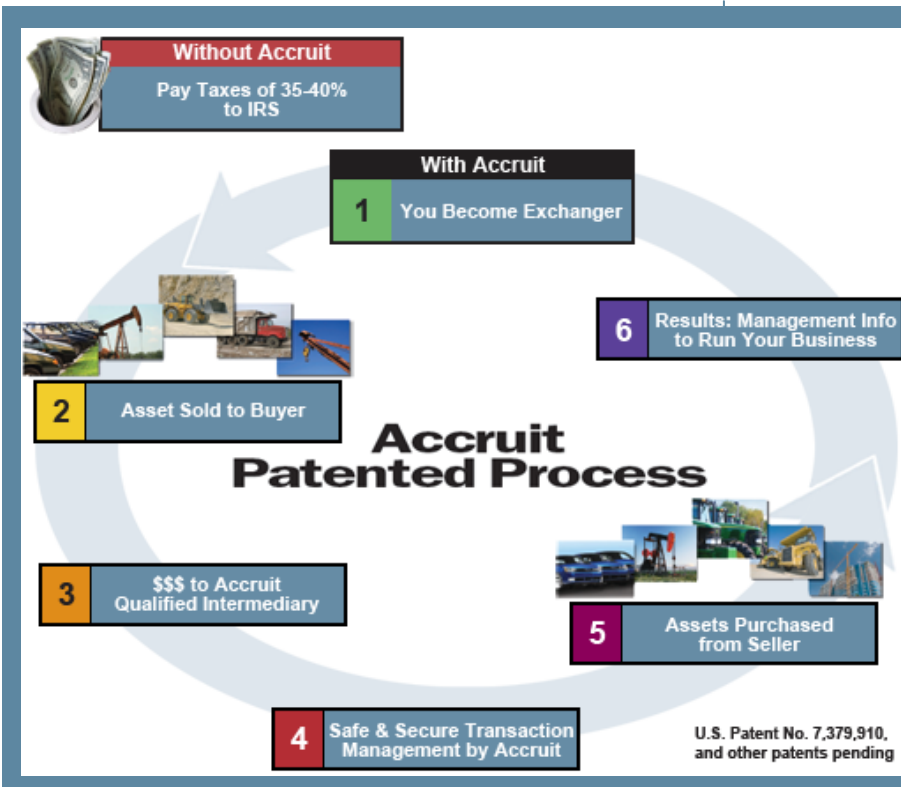 Without Accruit
Pay Taxes of 35-40%
to IRS
With Accruit
1
You Become Exchanger
6
Results: Management Info
to Run Your Business
2
Asset Sold to Buyer
Accruit
Patented Process
3
$$$ to Accruit
Qualified Intermediary
5
Assets Purchased
from Seller
4
Safe & Secure Transaction
Management by Accruit
U.S. Patent No. 7,379,910,
and other patents pending